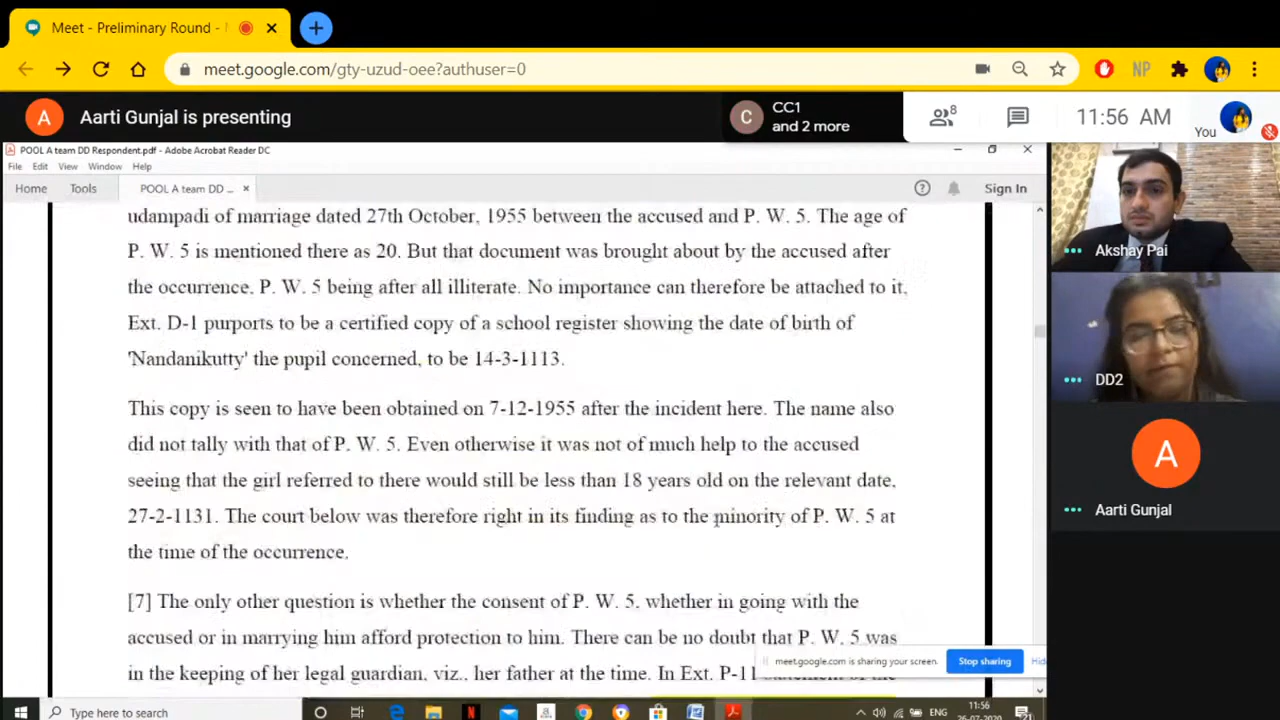 Meet - Preliminary Round -
meet.google.com/gty-uzud-oee?authuser=0
NP
A
Aarti Gunjal is presenting
C
CC1
and 2 more
8
11:56 AM
You
POOL A team DD Respondent.pdf - Adobe Acrobat Reader DC
File Edit View Window Help
Home Tools POOL A team DD ... × Sign In
udampadi of marriage dated 27th October, 1955 between the accused and P. W. 5. The age of
P. W. 5 is mentioned there as 20. But that document was brought about by the accused after
the occurrence, P. W. 5 being after all illiterate. No importance can therefore be attached to it.
Ext. D-1 purports to be a certified copy of a school register showing the date of birth of
'Nandanikutty' the pupil concerned, to be 14-3-1113.
This copy is seen to have been obtained on 7-12-1955 after the incident here. The name also
did not tally with that of P. W. 5. Even otherwise it was not of much help to the accused
seeing that the girl referred to there would still be less than 18 years old on the relevant date,
27-2-1131. The court below was therefore right in its finding as to the minority of P. W. 5 at
the time of the occurrence.
[7] The only other question is whether the consent of P. W. 5, whether in going with the
accused or in marrying him afford protection to him. There can be no doubt that P. W. 5 was
in the keeping of her legal guardian, viz., her father at the time. In Ext. P-11
meet.google.com is sharing your screen. Stop sharing Hide
Akshay Pai
DD2
A
Aarti Gunjal
Type here to search
ENG
11:56
26-07-2020
21